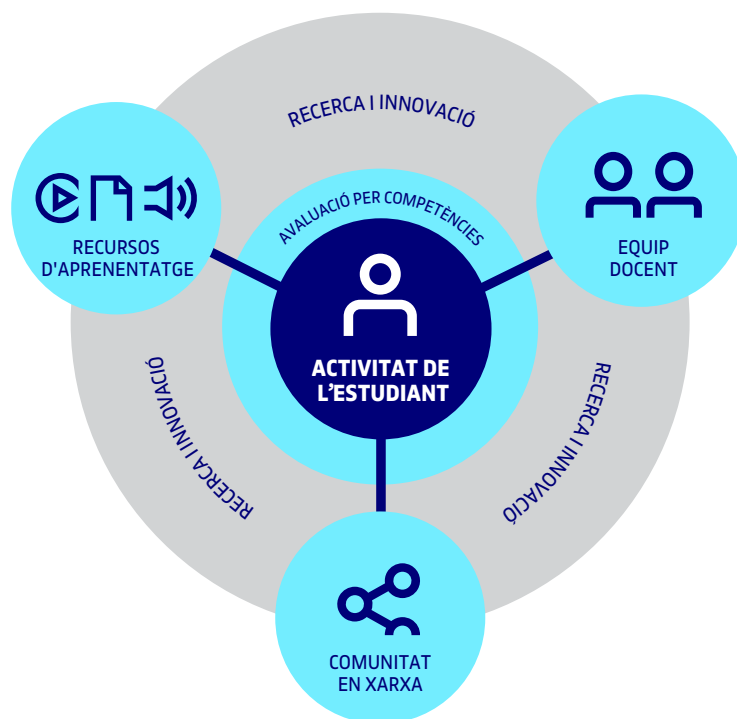 RECERCA I INNOVACIÓ
AVALUACIÓ PER COMPETÈNCIES
RECURSOS
D'APRENENTATGE
EQUIP
DOCENT
ACTIVITAT DE
L’ESTUDIANT
RECERCA I INNOVACIÓ
RECERCA I INNOVACIÓ
COMUNITAT
EN XARXA